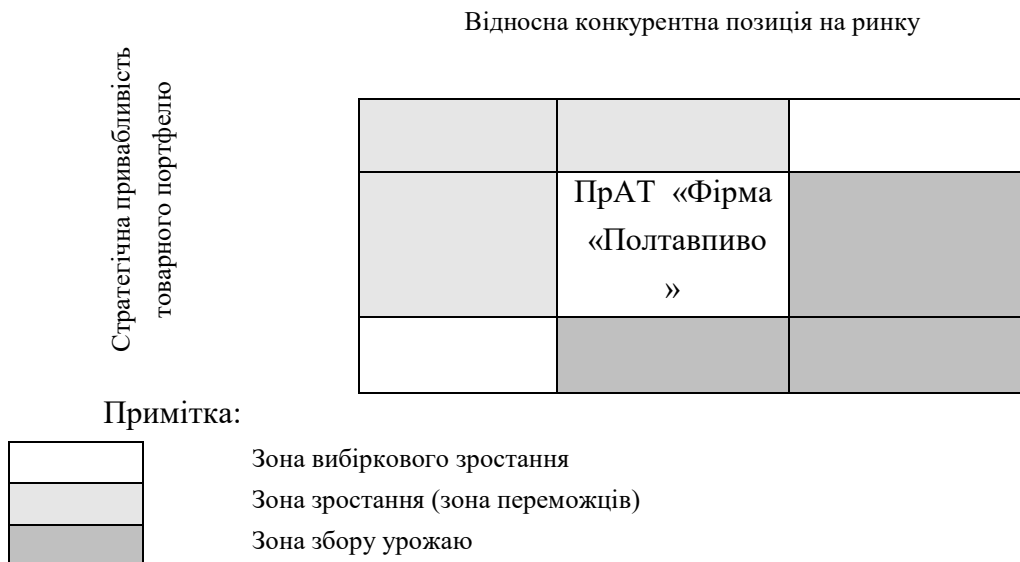 Відносна конкурентна позиція на ринку
Стратегічна привабливість
товарного портфелю
ПрАТ «Фірма
«Полтавпиво
»
Примітка:
Зона вибіркового зростання
Зона зростання (зона переможців)
Зона збору урожаю